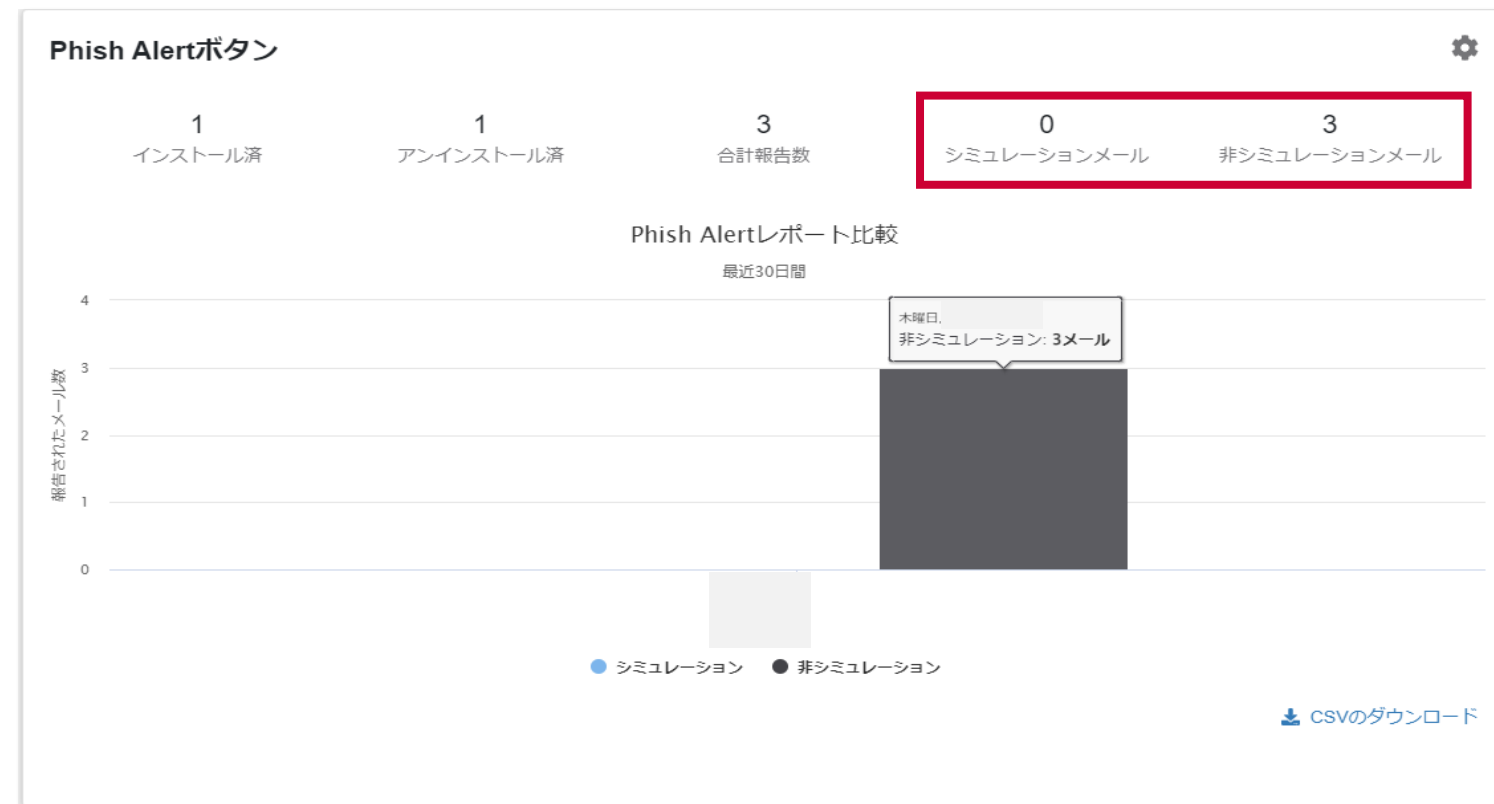 Phish Alertボタン
1
インストール済
1
アンインストール済
3
合計報告数
0
シミュレーションメール
3
非シミュレーションメール
Phish Alertレポート比較
最近30日間
報告されたメール数
4
3
2
1
0
木曜日,
非シミュレーション: 3メール
シミュレーション
非シミュレーション
CSVのダウンロード